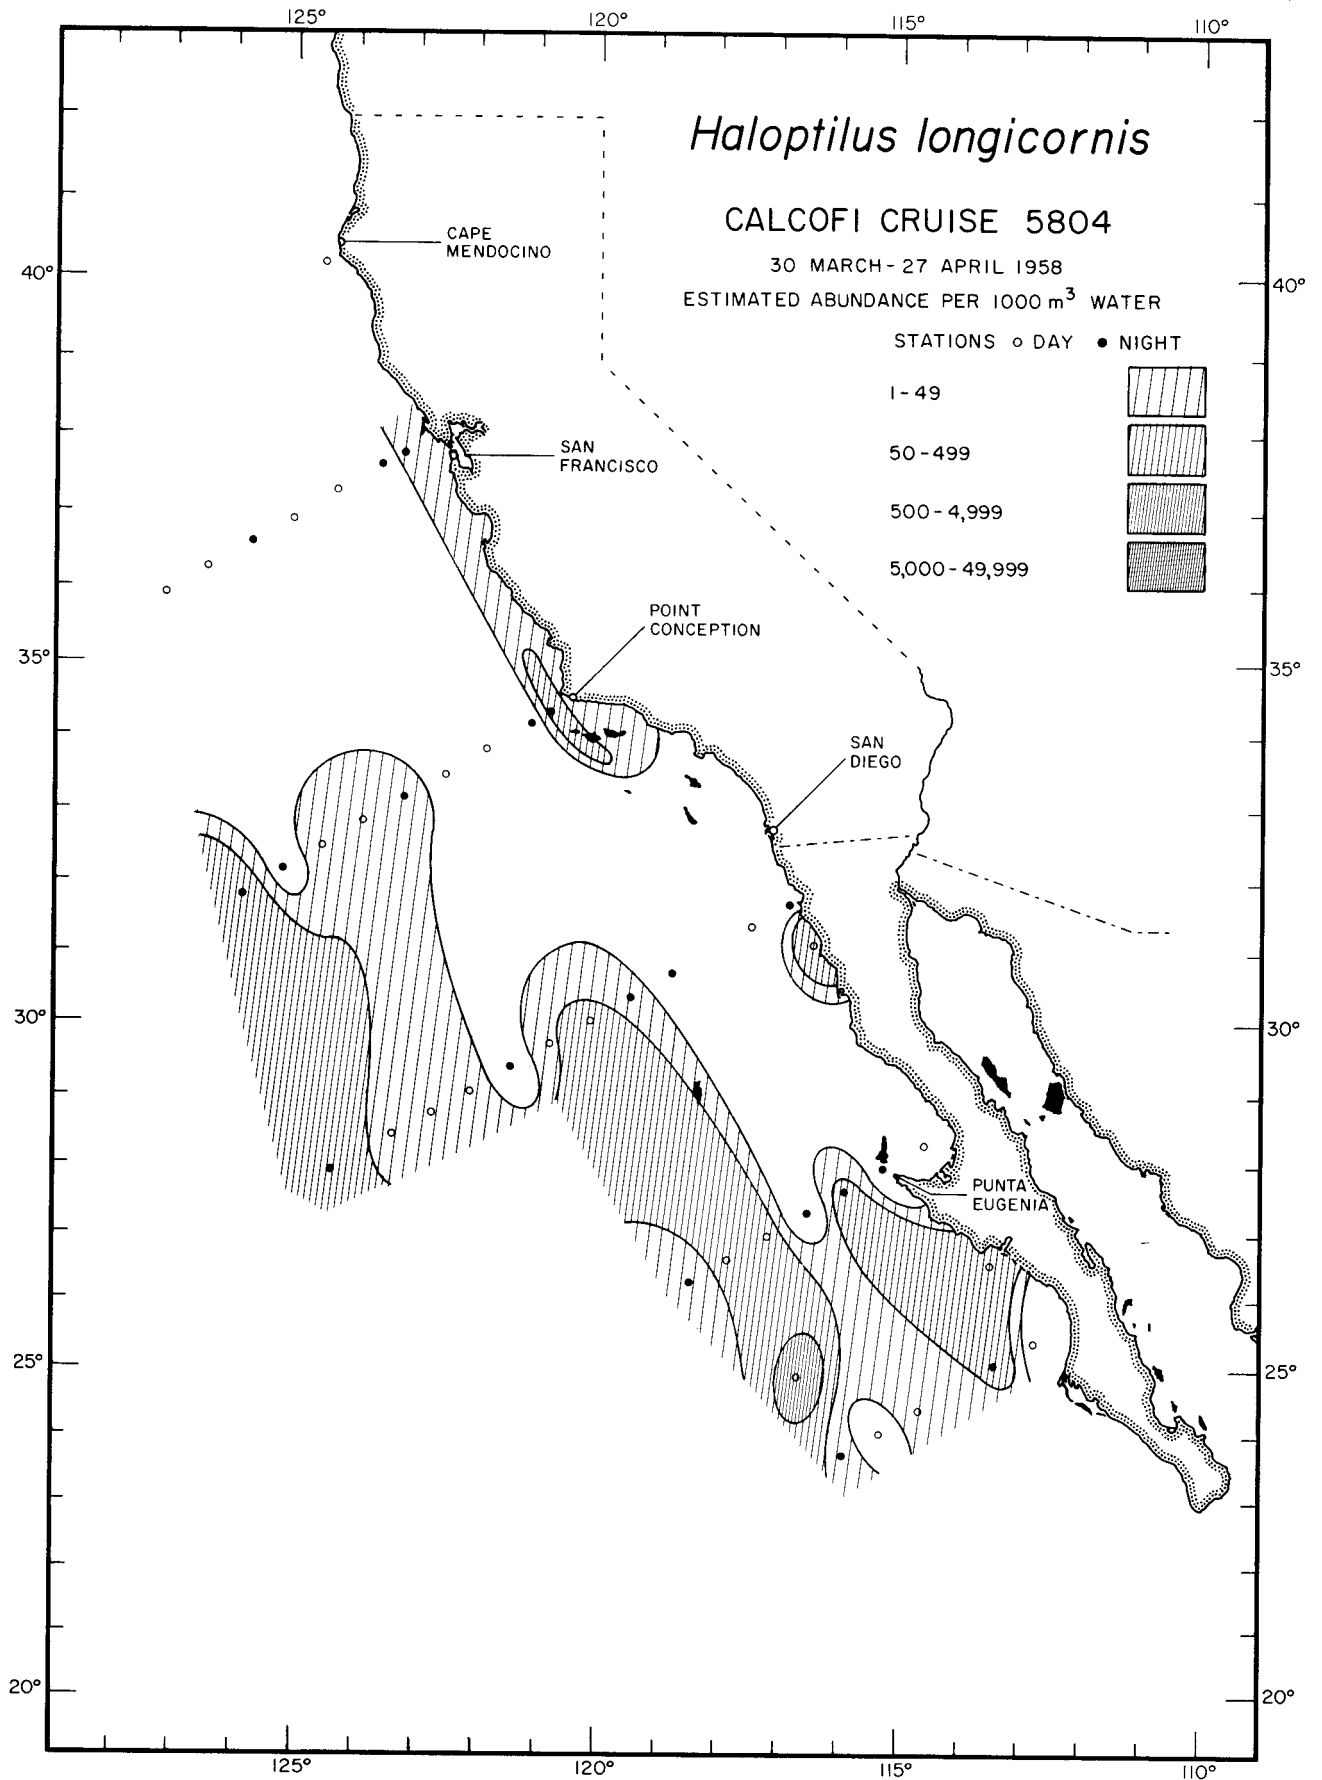 125° 120° 115° 110°
Haloptilus longicornis
CALCOFI CRUISE 5804
30 MARCH - 27 APRIL 1958
ESTIMATED ABUNDANCE PER 1000 m³ WATER
STATIONS ○ DAY ● NIGHT
1 - 49
50 - 499
500 - 4,999
5,000 - 49,999
CAPE
MENDOCINO
40° 40°
SAN
FRANCISCO
POINT
CONCEPTION
35° 35°
SAN
DIEGO
30° 30°
PUNTA
EUGENIA
25° 25°
20° 20°
125° 120° 115° 110°